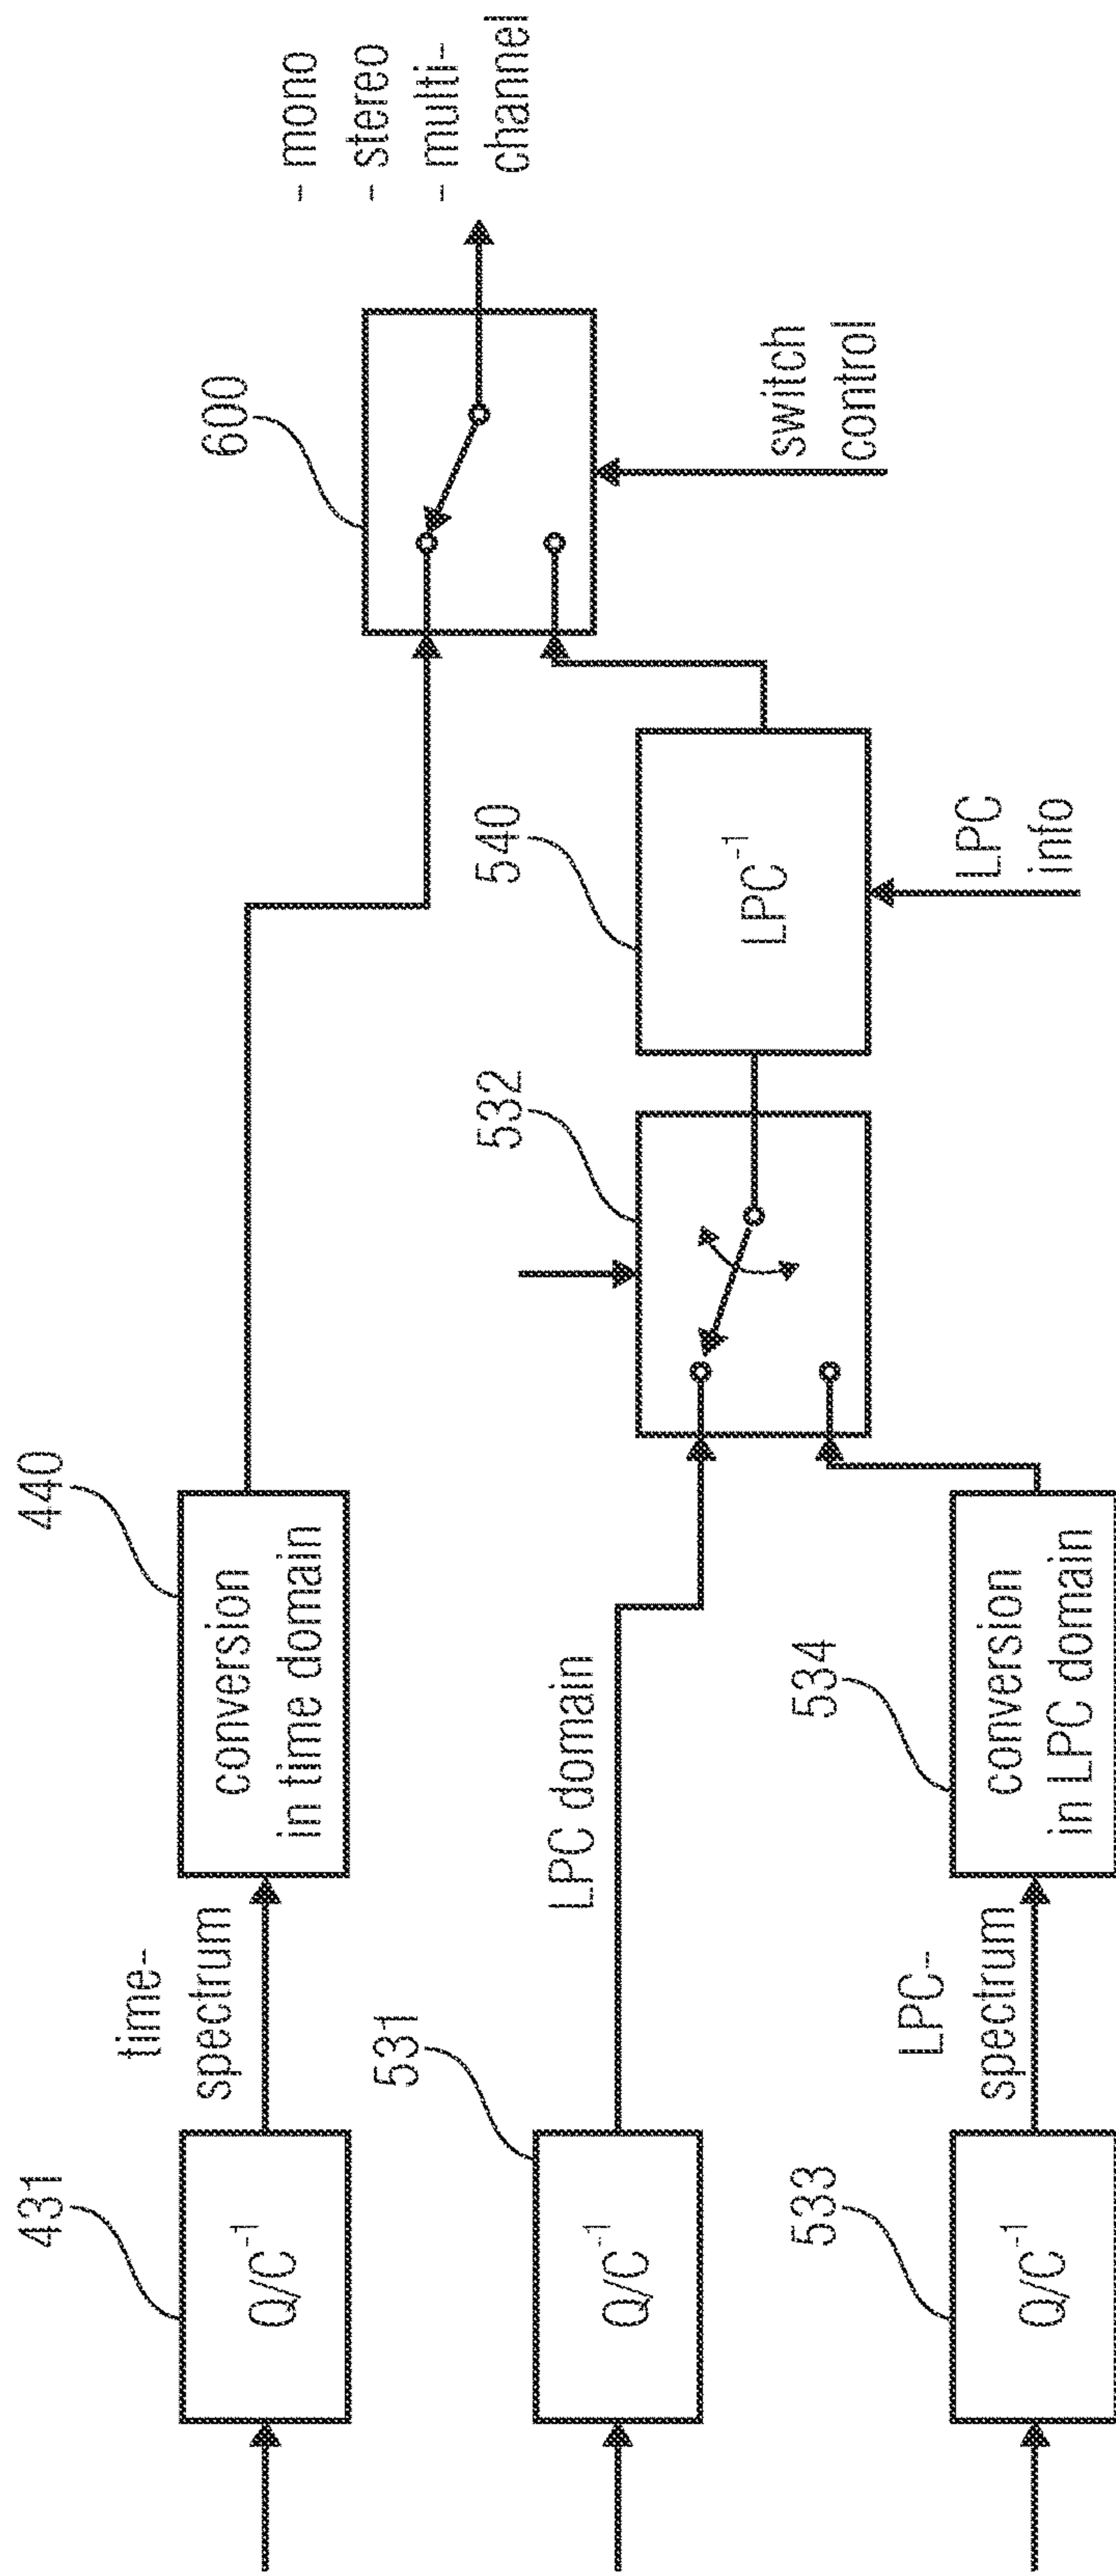 431
Q/C⁻¹
time-
spectrum
440
conversion
in time domain
600
- mono
- stereo
- multi-
channel
switch
control
531
Q/C⁻¹
LPC domain
532
540
LPC⁻¹
LPC
info
533
Q/C⁻¹
LPC-
spectrum
534
conversion
in LPC domain